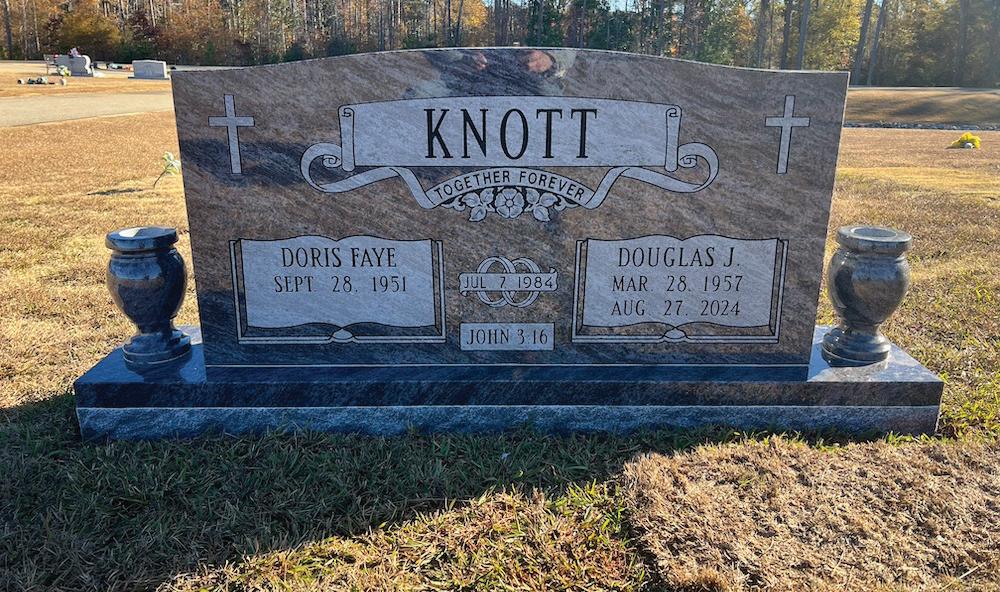 KNOTT
TOGETHER FOREVER
DORIS FAYE
SEPT 28, 1951
JUL 7, 1984
JOHN 3:16
DOUGLAS J.
MAR 28, 1957
AUG 27, 2024